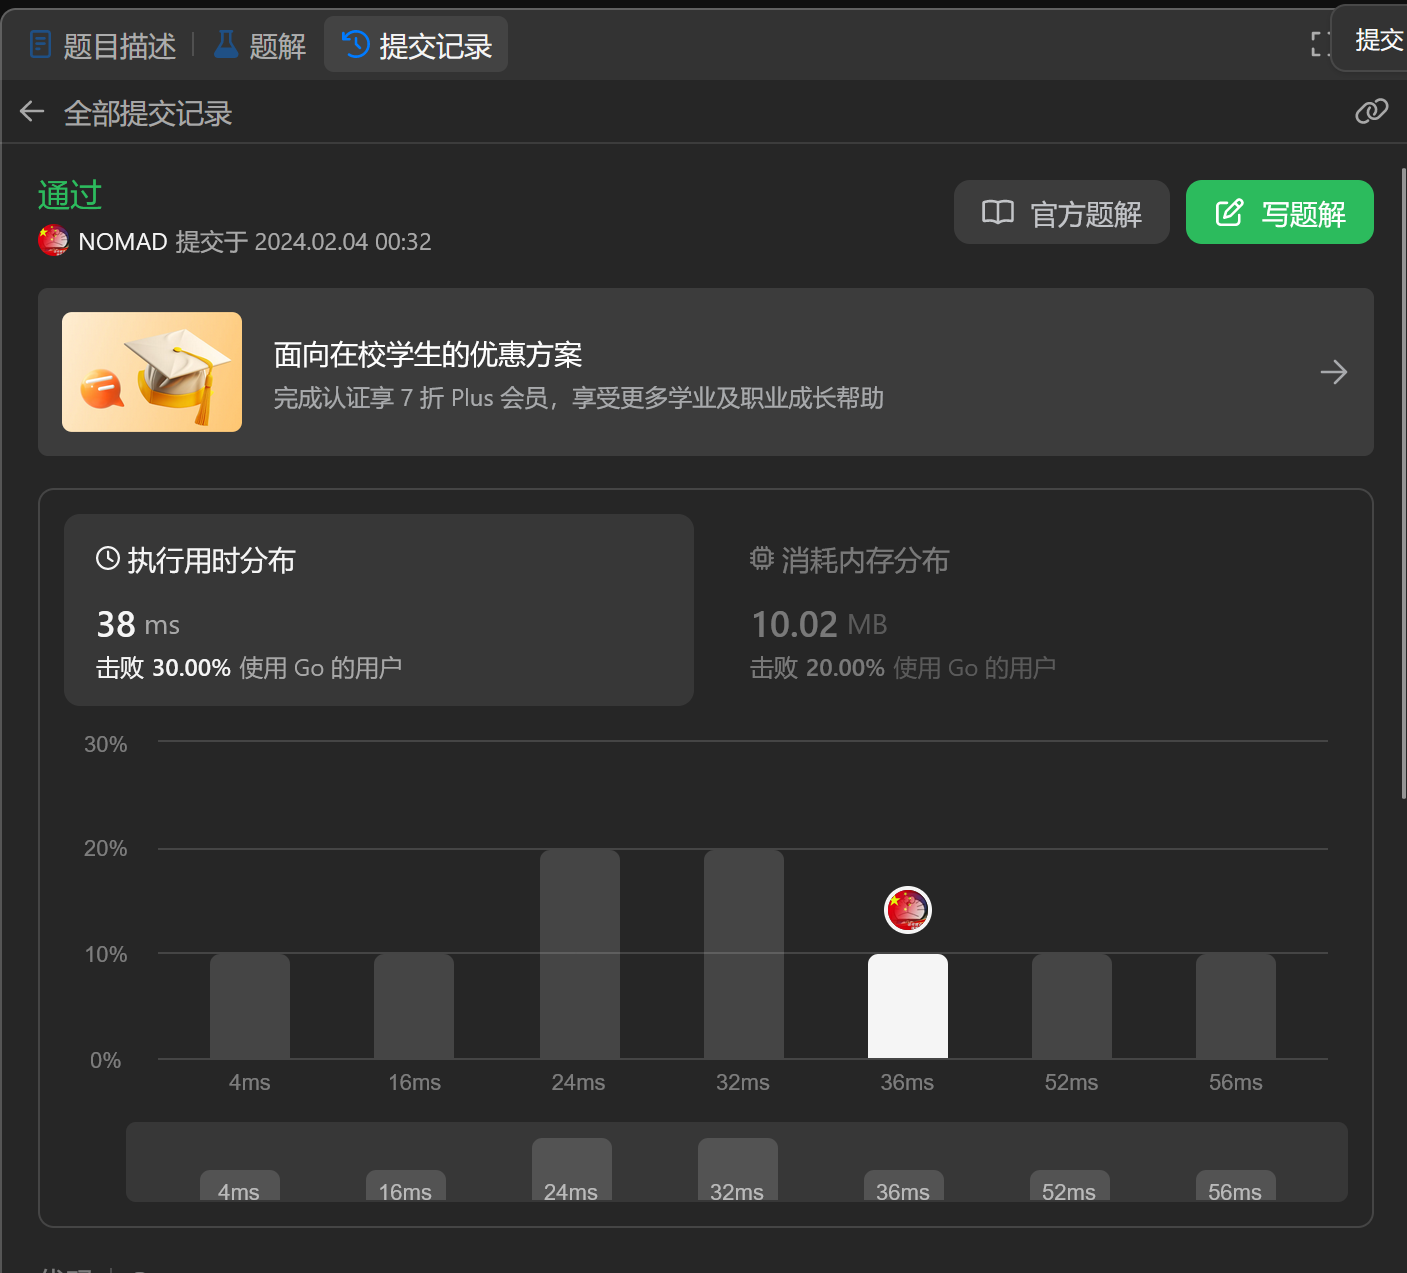 题目描述 题解 提交记录 提交
全部提交记录
通过
NOMAD 提交于 2024.02.04 00:32
官方题解 写题解
面向在校学生的优惠方案
完成认证享 7 折 Plus 会员，享受更多学业及职业成长帮助
执行用时分布
38 ms
击败 30.00% 使用 Go 的用户
消耗内存分布
10.02 MB
击败 20.00% 使用 Go 的用户
30%
20%
10%
0%
4ms 16ms 24ms 32ms 36ms 52ms 56ms
4ms 16ms 24ms 32ms 36ms 52ms 56ms